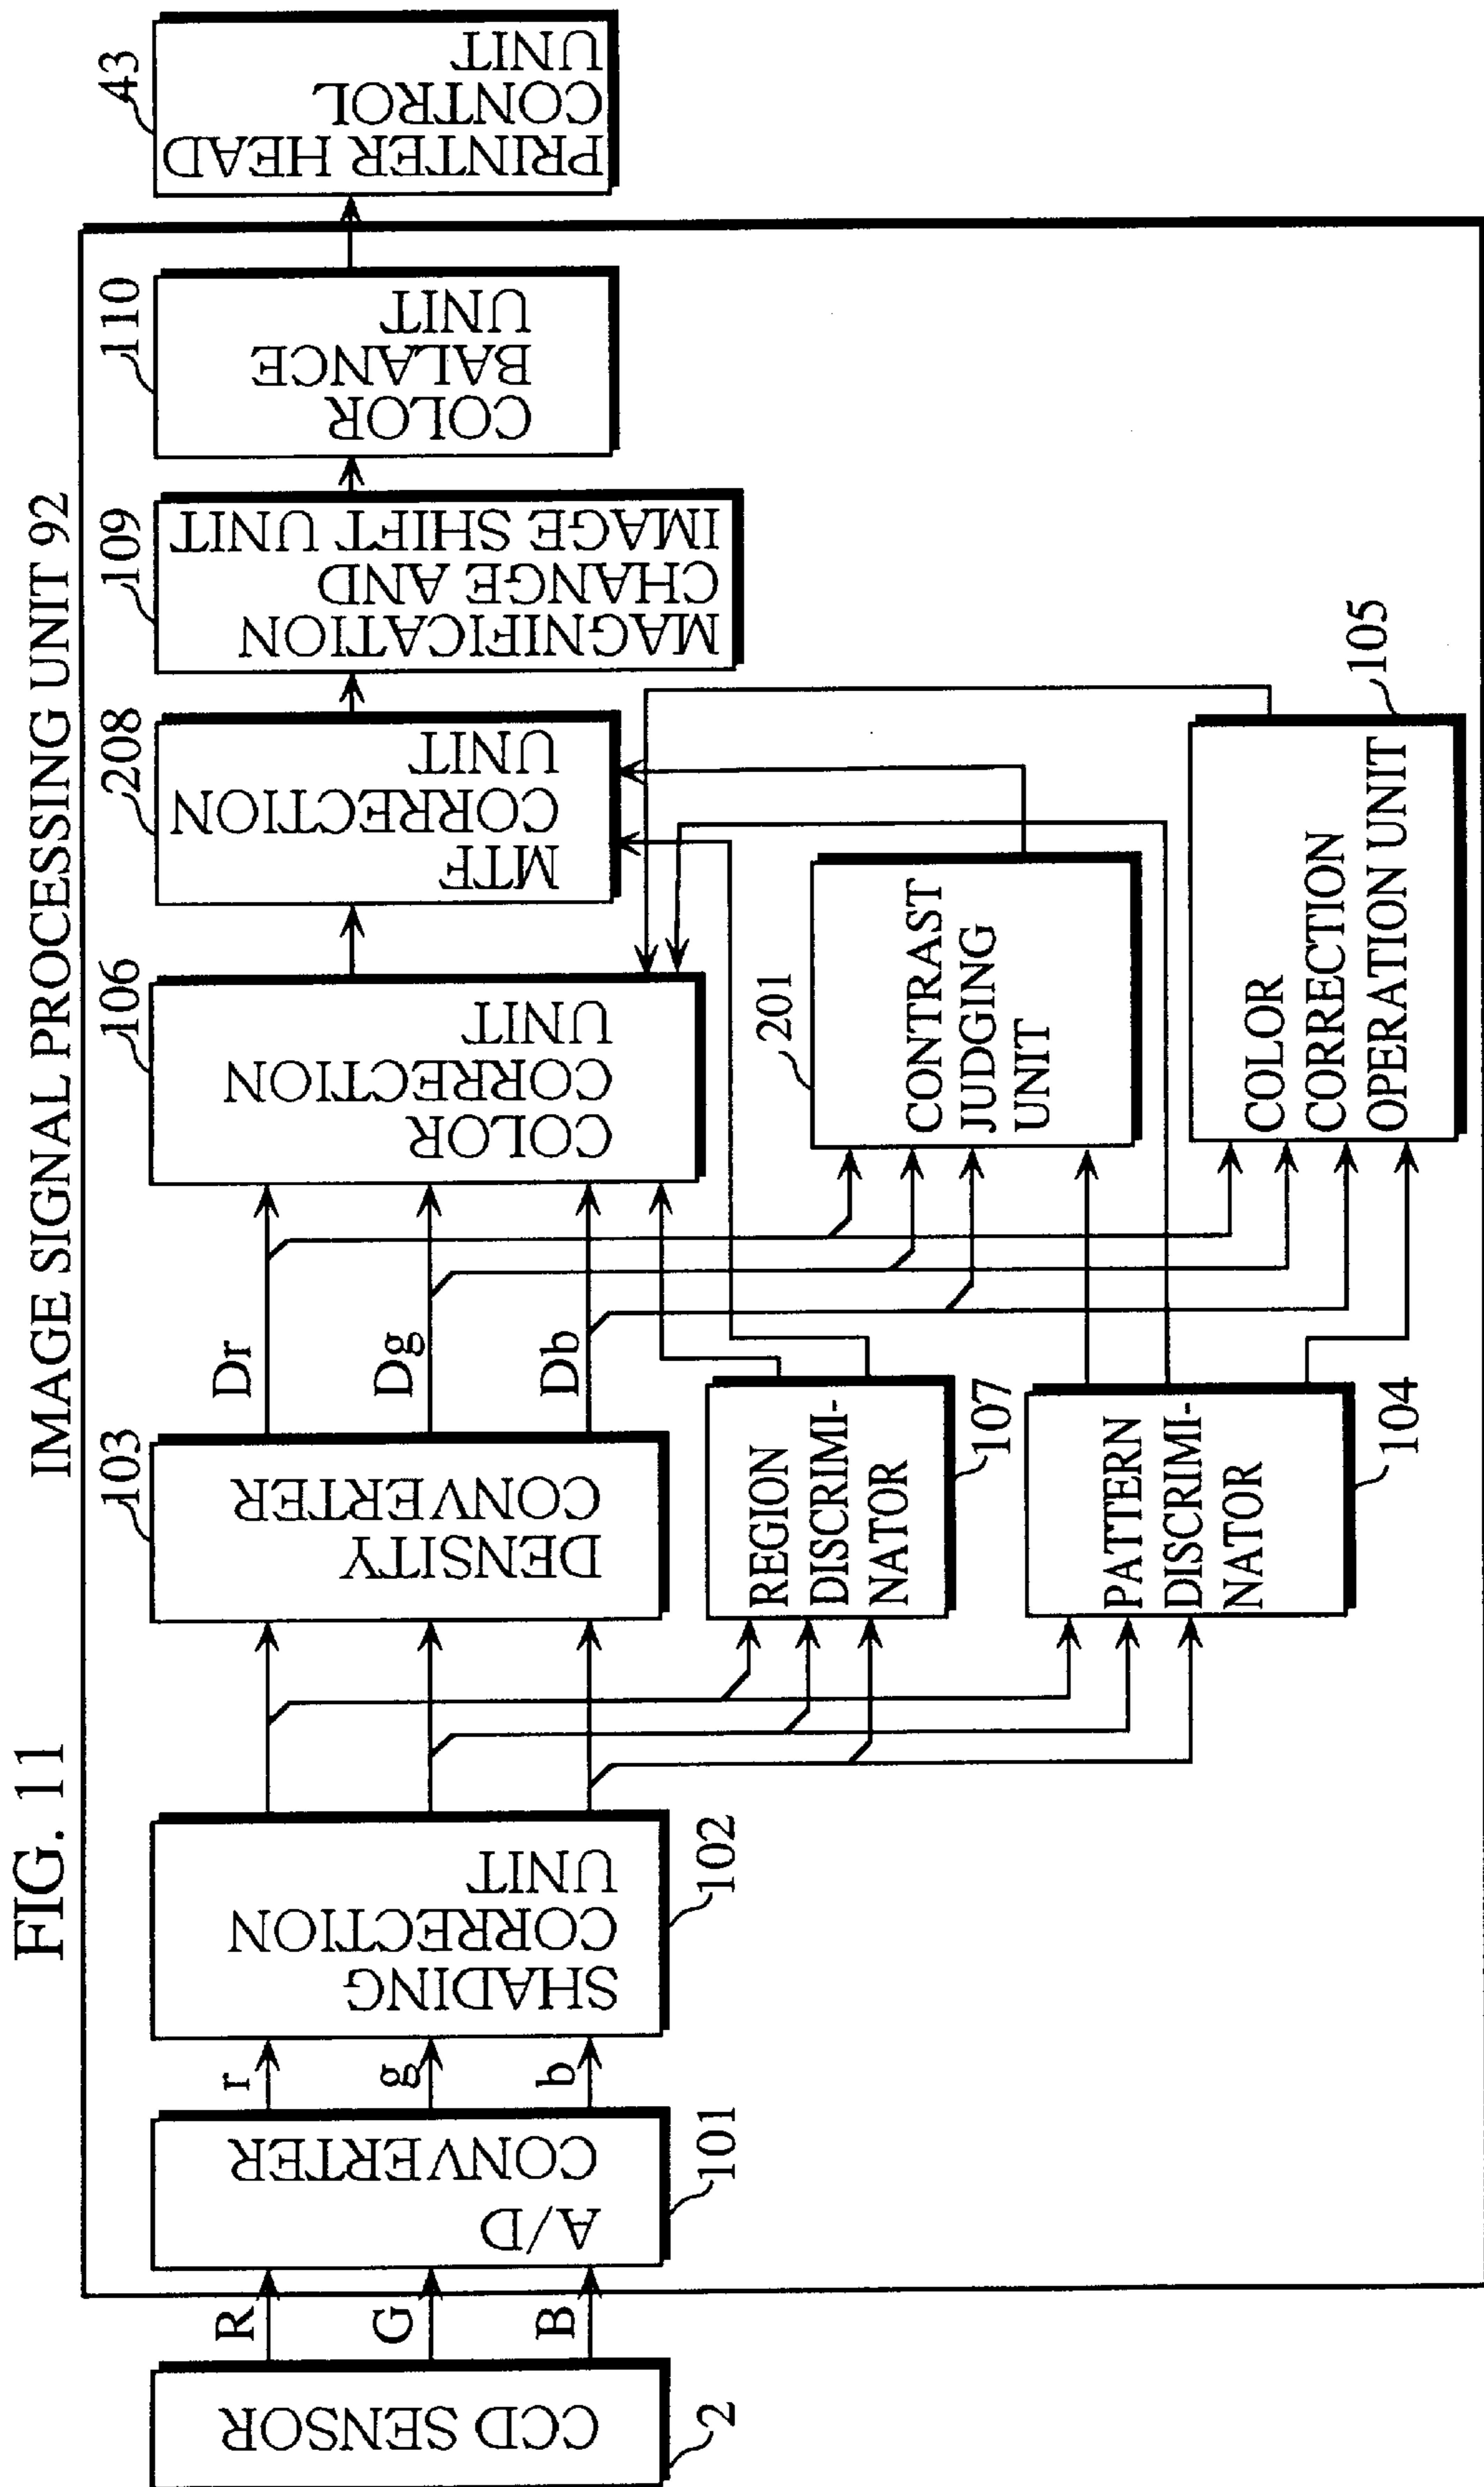 FIG. 11
IMAGE SIGNAL PROCESSING UNIT 92
CCD SENSOR
2
R
G
B
A/D
CONVERTER
101
r
g
b
SHADING
CORRECTION
UNIT
102
DENSITY
CONVERTER
103
Dr
Dg
Db
REGION
DISCRIMI-
NATOR
107
PATTERN
DISCRIMI-
NATOR
104
COLOR
CORRECTION
UNIT
106
CONTRAST
JUDGING
UNIT
201
COLOR
CORRECTION
OPERATION UNIT
105
MTF
CORRECTION
UNIT
208
MAGNIFICATION
CHANGE AND
IMAGE SHIFT UNIT
109
COLOR
BALANCE
UNIT
110
PRINTER HEAD
CONTROL
UNIT
43